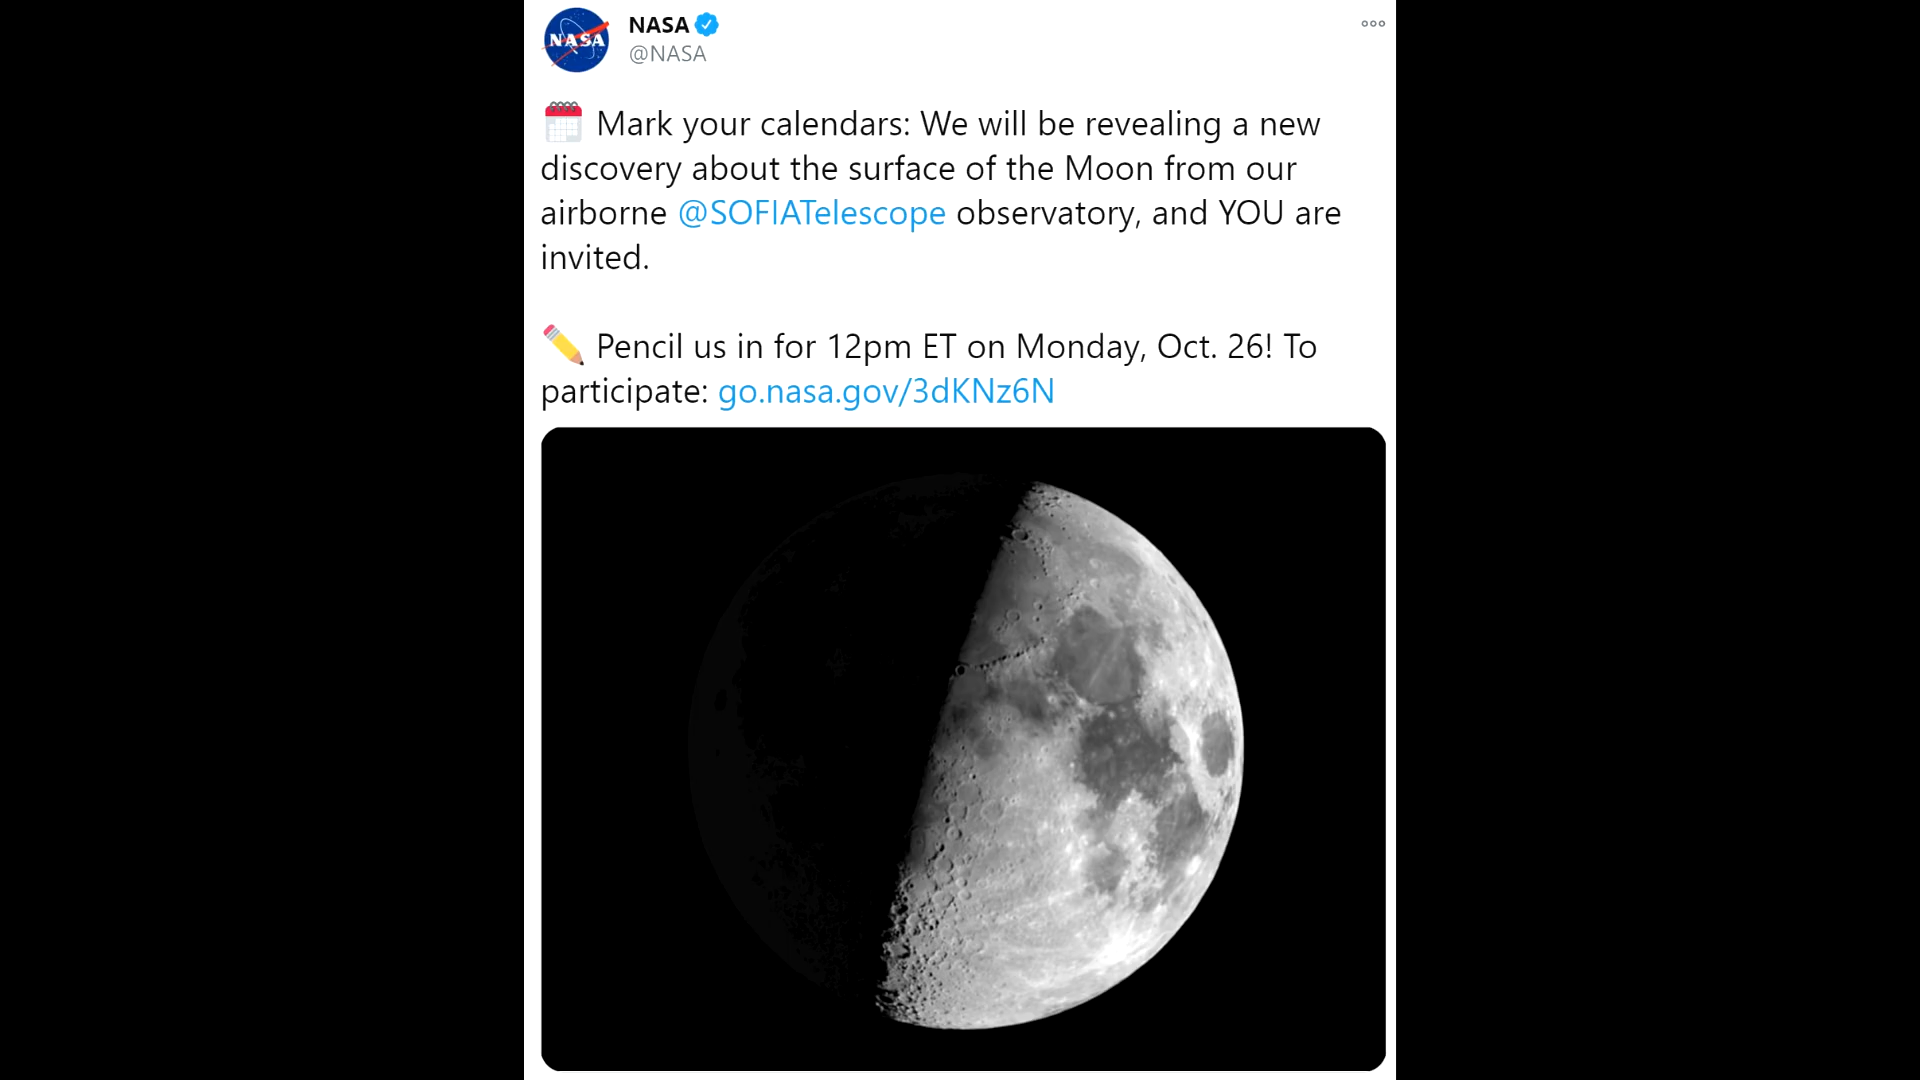 NASA
NASA
@NASA
Mark your calendars: We will be revealing a new
discovery about the surface of the Moon from our
airborne @SOFIATelescope observatory, and YOU are
invited.
Pencil us in for 12pm ET on Monday, Oct. 26! To
participate: go.nasa.gov/3dKNz6N